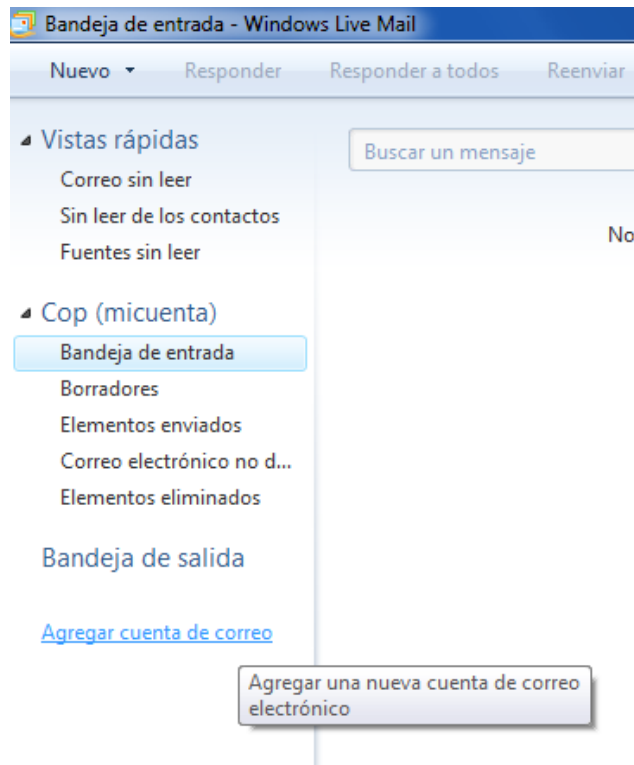 Bandeja de entrada - Windows Live Mail
Nuevo Responder Responder a todos Reenviar
Vistas rápidas
Buscar un mensaje
Correo sin leer
Sin leer de los contactos
No
Fuentes sin leer
Cop (micuenta)
Bandeja de entrada
Borradores
Elementos enviados
Correo electrónico no d...
Elementos eliminados
Bandeja de salida
Agregar cuenta de correo
Agregar una nueva cuenta de correo
electrónico